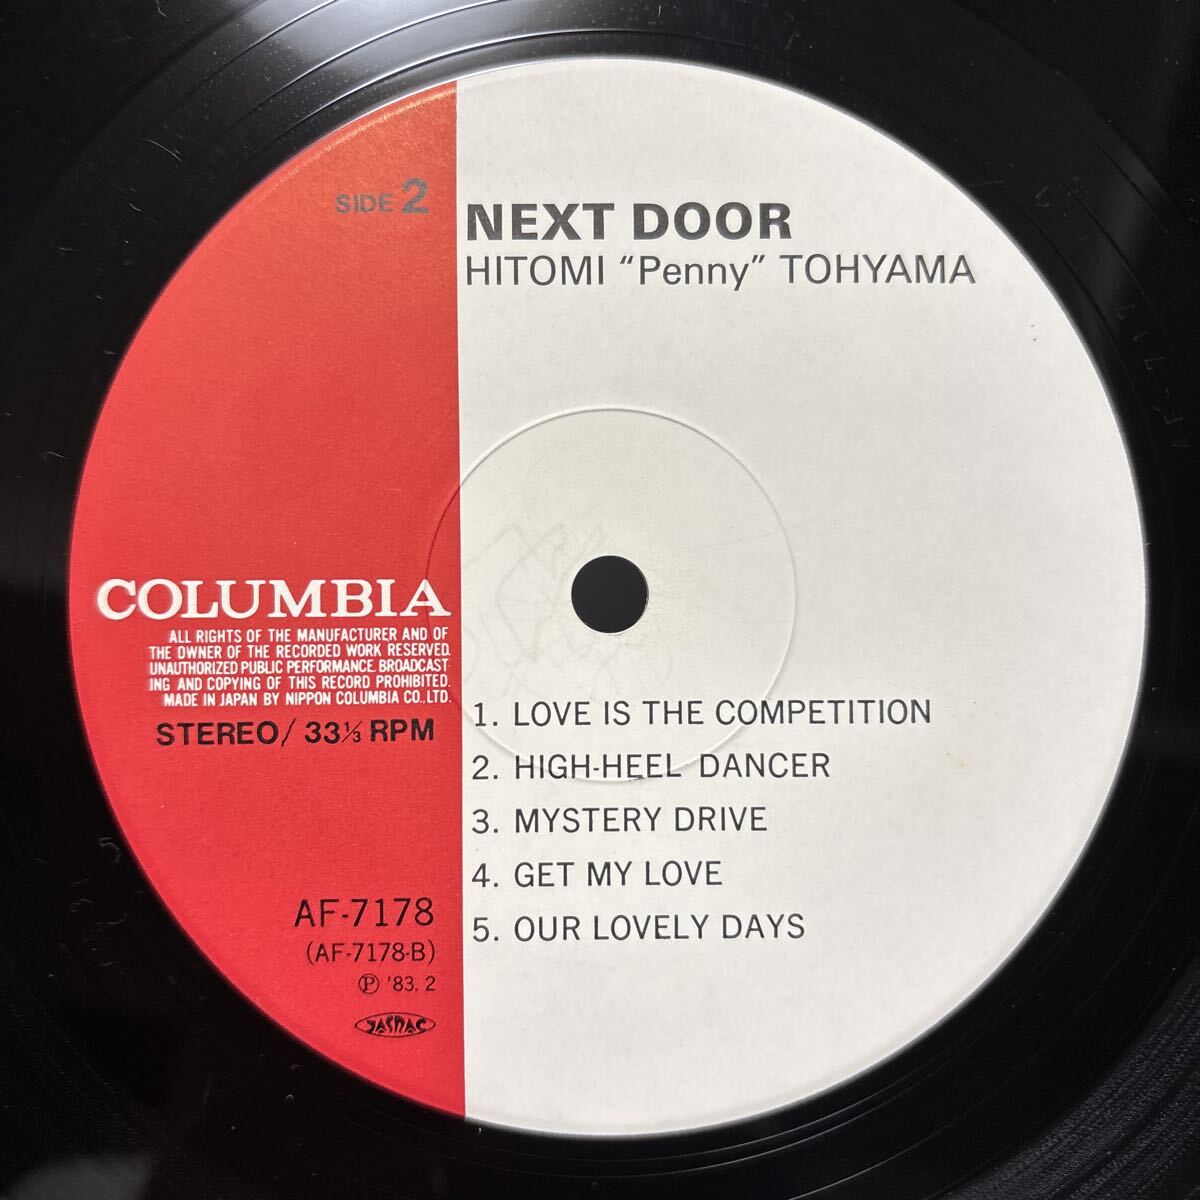 SIDE 2
NEXT DOOR
HITOMI “Penny” TOHYAMA
COLUMBIA
ALL RIGHTS OF THE MANUFACTURER AND OF
THE OWNER OF THE RECORDED WORK RESERVED.
UNAUTHORIZED PUBLIC PERFORMANCE. BROADCAST-
ING AND COPYING OF THIS RECORD PROHIBITED.
MADE IN JAPAN BY NIPPON COLUMBIA CO., LTD.
STEREO/ 33⅓ RPM
1. LOVE IS THE COMPETITION
2. HIGH-HEEL DANCER
3. MYSTERY DRIVE
4. GET MY LOVE
5. OUR LOVELY DAYS
AF-7178
(AF-7178-B)
Ⓟ '83. 2
JASRAC